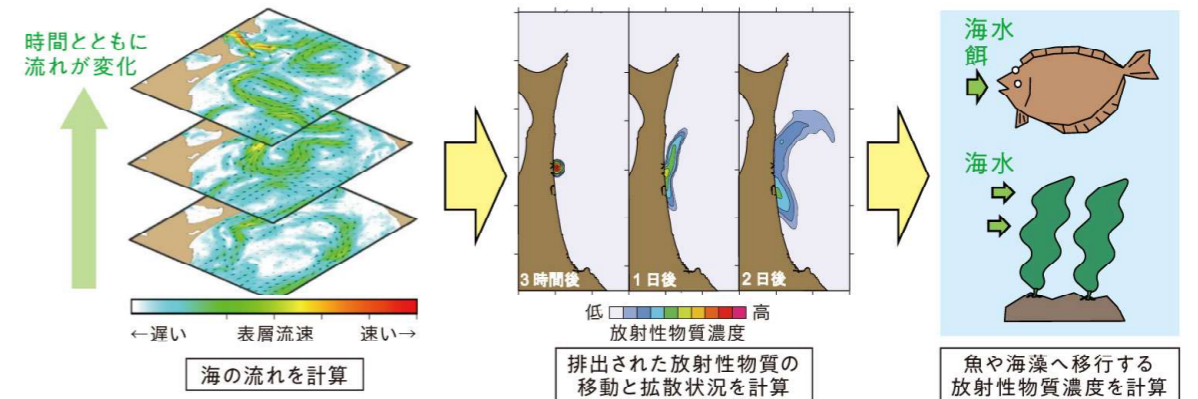 時間とともに
流れが変化
←遅い 表層流速 速い→
海の流れを計算
3時間後
1日後
2日後
低 高
放射性物質濃度
排出された放射性物質の
移動と拡散状況を計算
海水
餌
海水
魚や海藻へ移行する
放射性物質濃度を計算